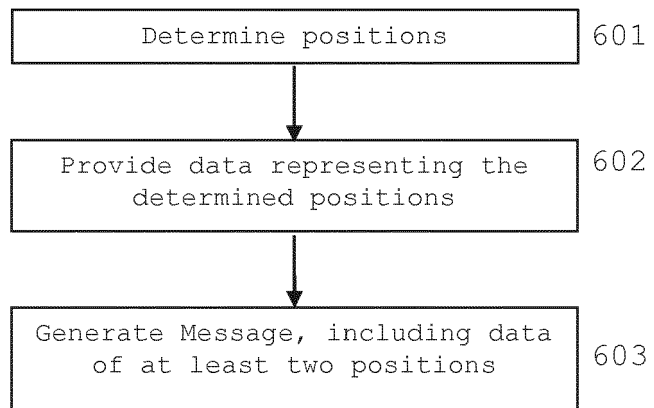 Determine positions
601
Provide data representing the
determined positions
602
Generate Message, including data
of at least two positions
603